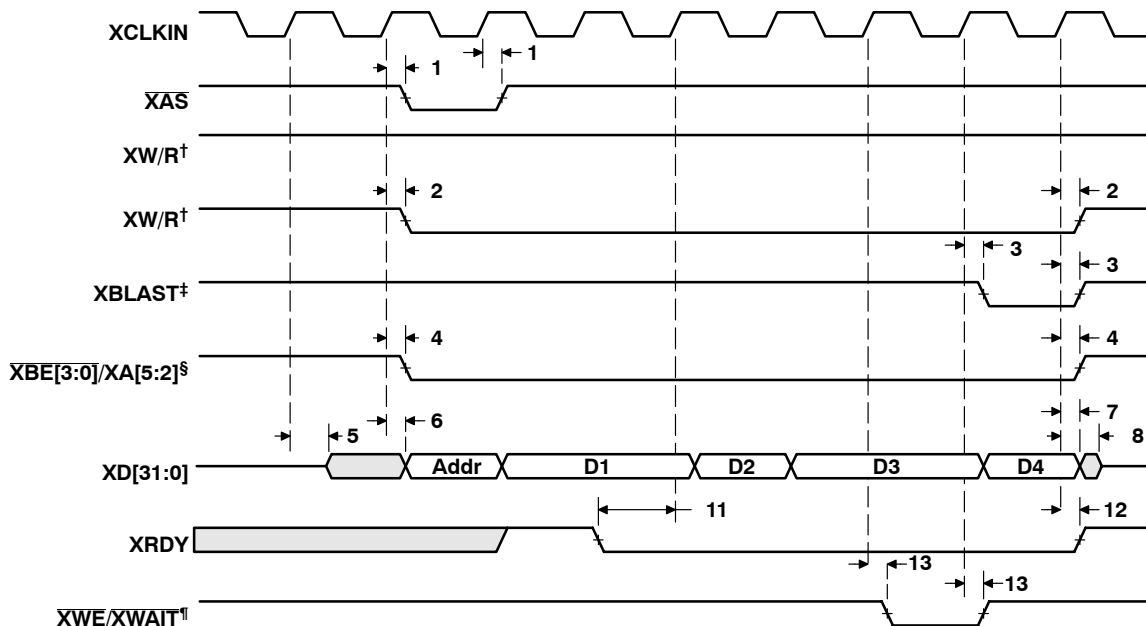 XCLKIN
1
1
XAS
XW/R†
2
2
XW/R†
3
3
XBLAST‡
4
4
XBE[3:0]/XA[5:2]§
6
7
5
8
XD[31:0]
Addr
D1
D2
D3
D4
11
12
XRDY
13
13
XWE/XWAIT¶